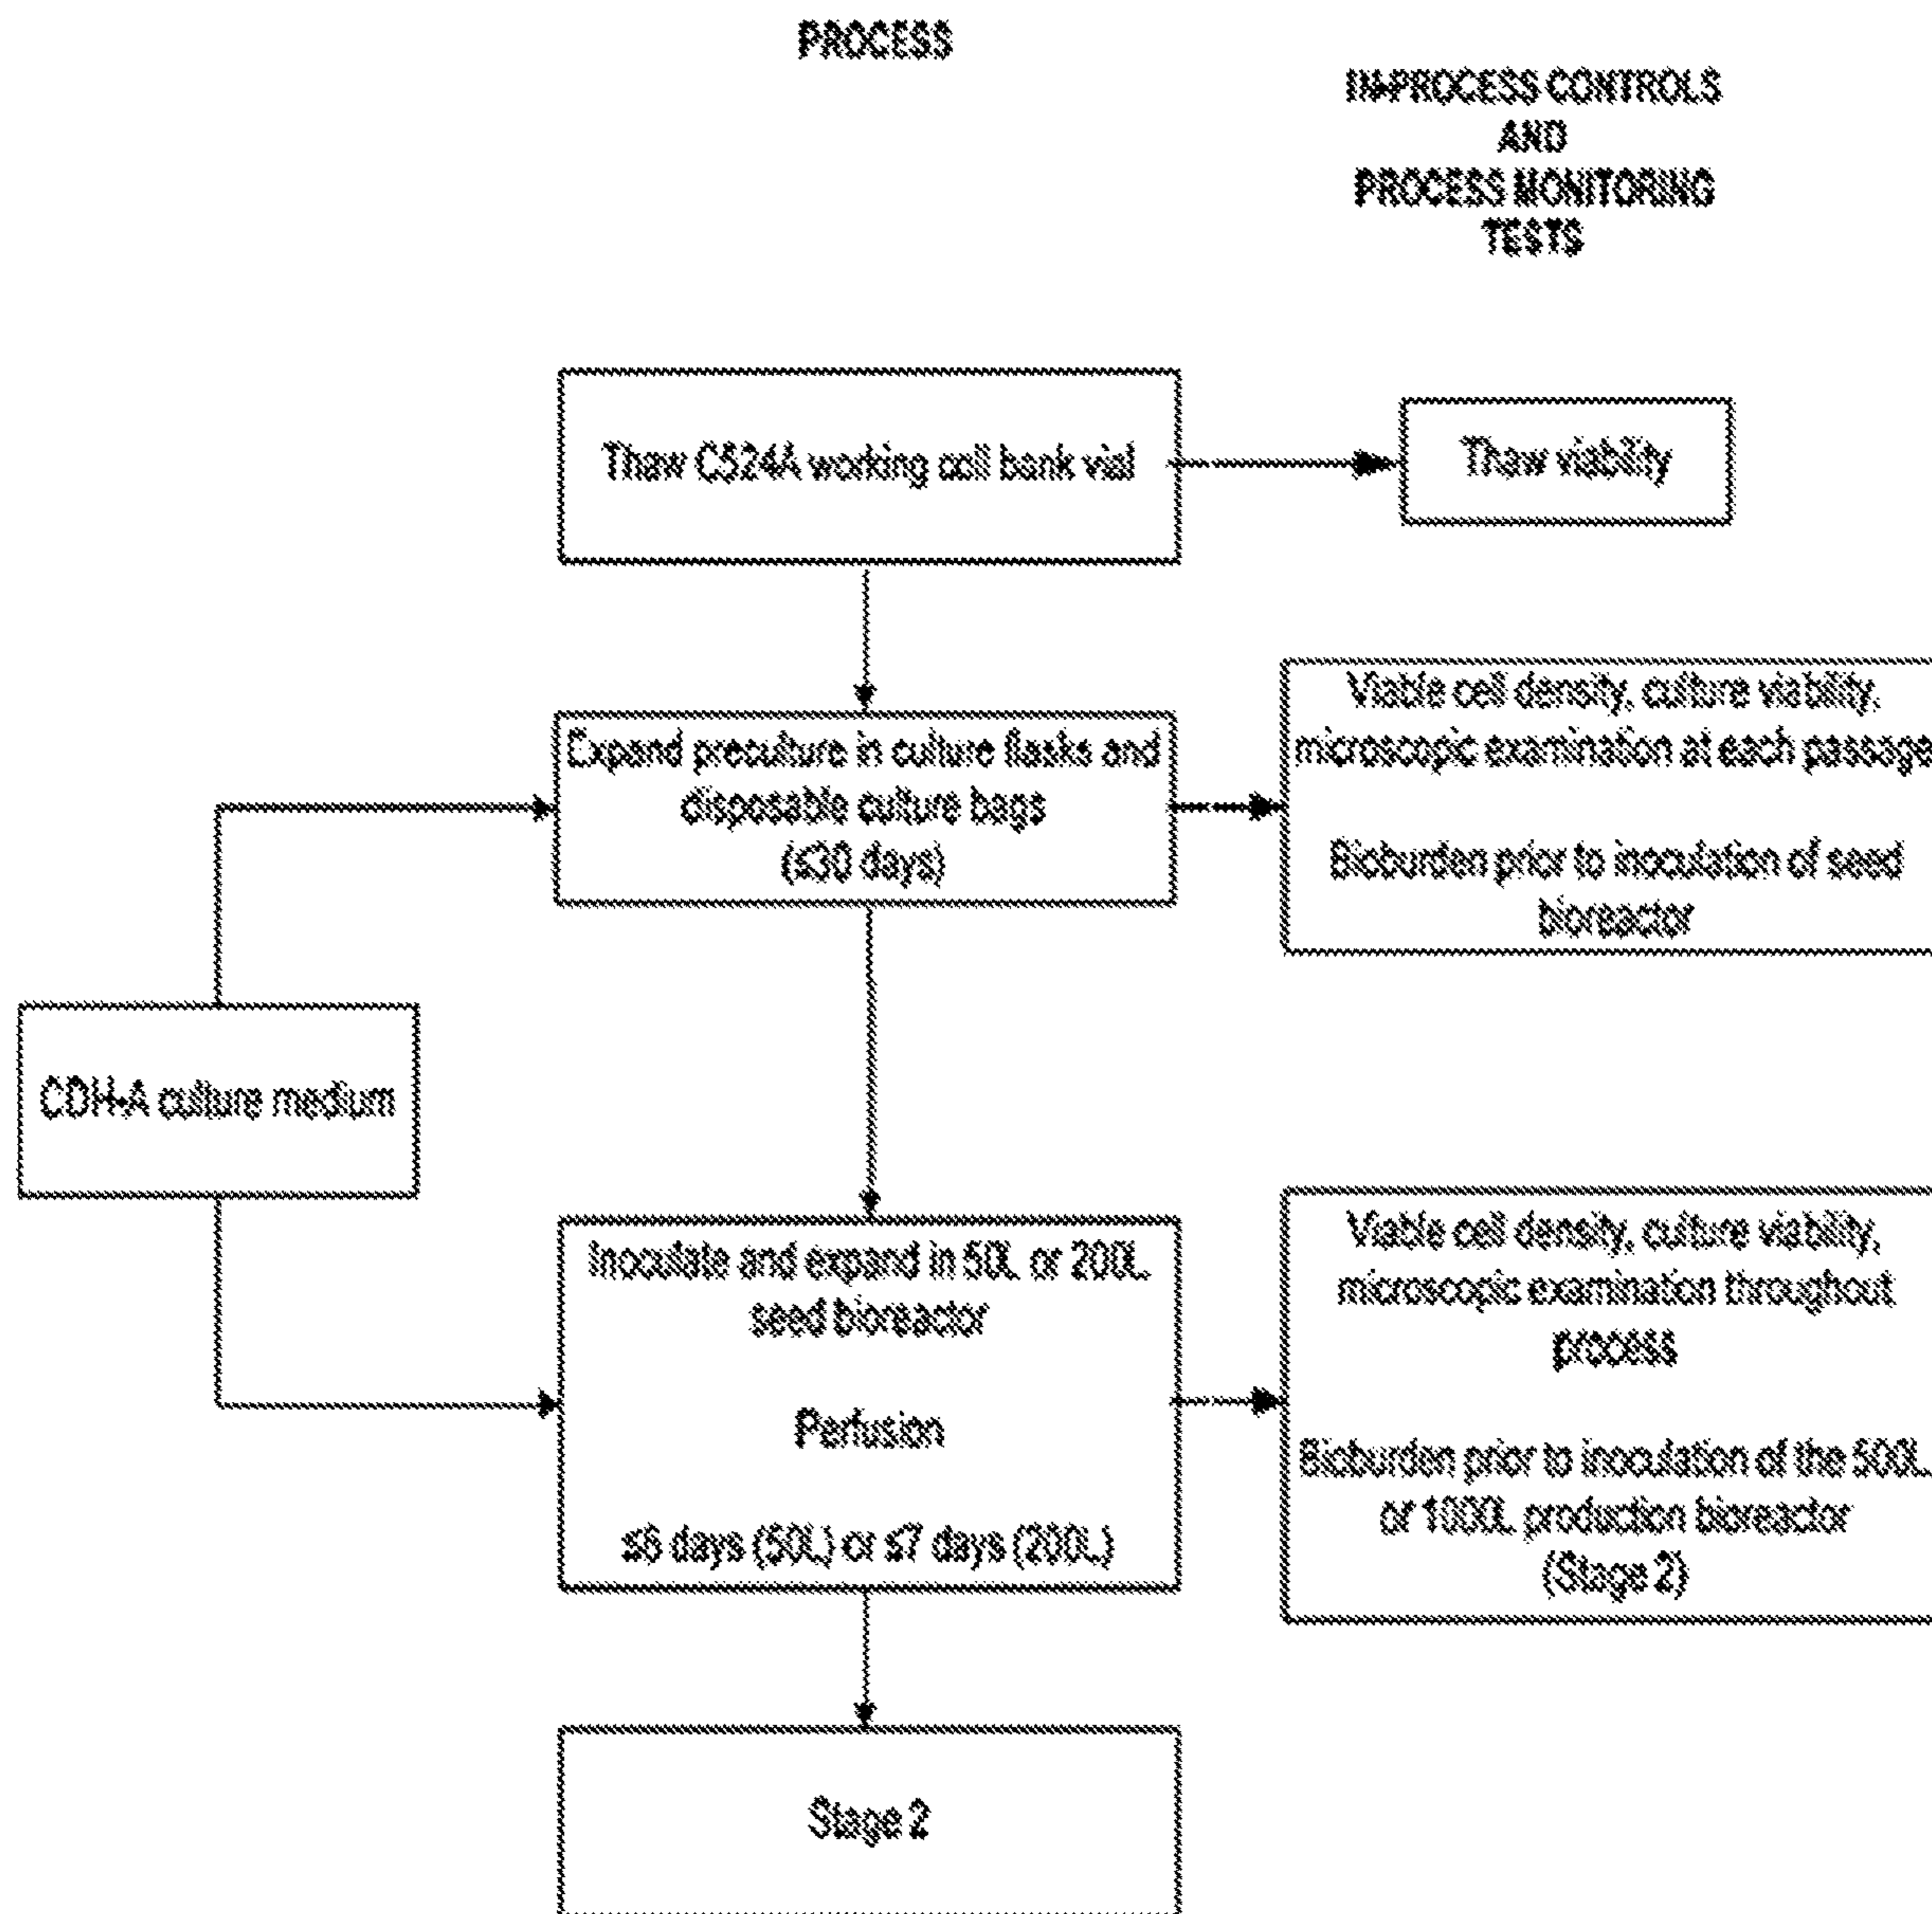 PROCESS
IN-PROCESS CONTROLS
AND
PROCESS MONITORING
TESTS
Thaw C524A working cell bank vial
Thaw viability
Expand preculture in culture flasks and
disposable culture bags
(≤30 days)
Viable cell density, culture viability,
microscopic examination at each passage
Bioburden prior to inoculation of seed
bioreactor
CDH-A culture medium
Inoculate and expand in 50L or 200L
seed bioreactor
Perfusion
≤6 days (50L) or ≤7 days (200L)
Viable cell density, culture viability,
microscopic examination throughout
process
Bioburden prior to inoculation of the 500L
or 1000L production bioreactor
(Stage 2)
Stage 2